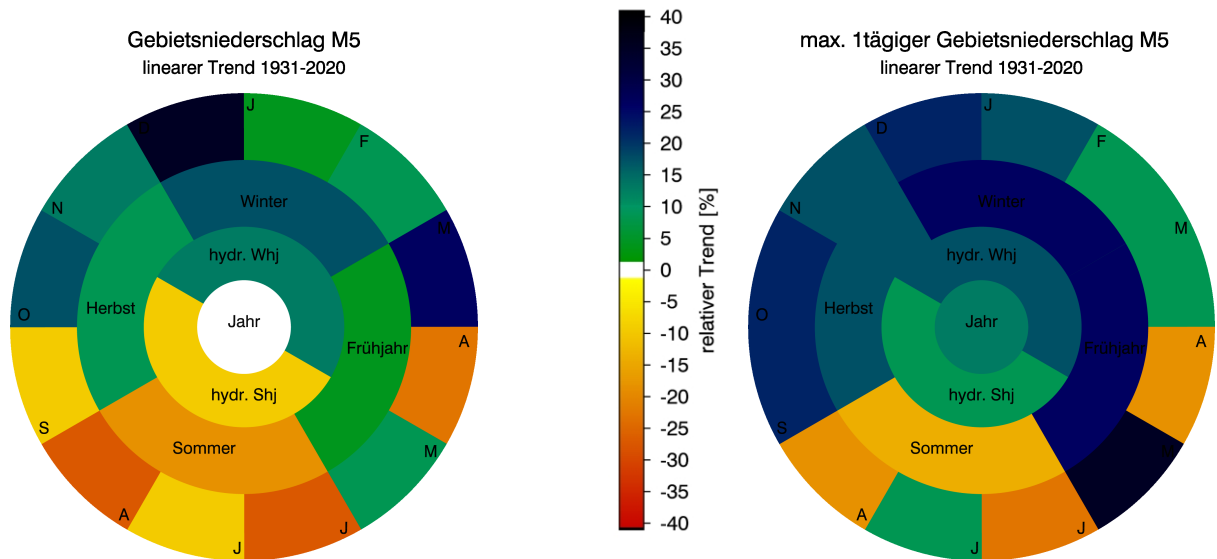 Gebietsniederschlag M5
linearer Trend 1931-2020
J
F
M
A
M
J
J
A
S
O
N
D
Winter
hydr. Whj
Herbst
Jahr
Frühjahr
hydr. Shj
Sommer
40
35
30
25
20
15
10
5
0
-5
-10
-15
-20
-25
-30
-35
-40
relativer Trend [%]
max. 1tägiger Gebietsniederschlag M5
linearer Trend 1931-2020
J
F
M
A
M
J
J
A
S
O
N
D
Winter
hydr. Whj
Herbst
Jahr
Frühjahr
hydr. Shj
Sommer